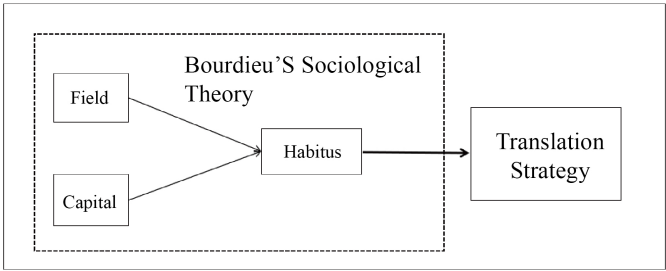 Bourdieu'S Sociological
Theory
Field
Habitus
Capital
Translation
Strategy